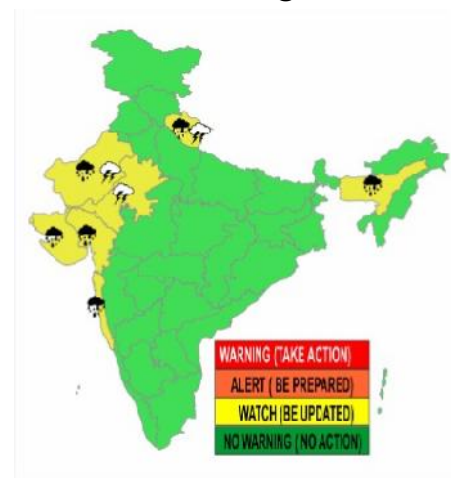 WARNING (TAKE ACTION)
ALERT ( BE PREPARED)
WATCH (BE UPDATED)
NO WARNING (NO ACTION)